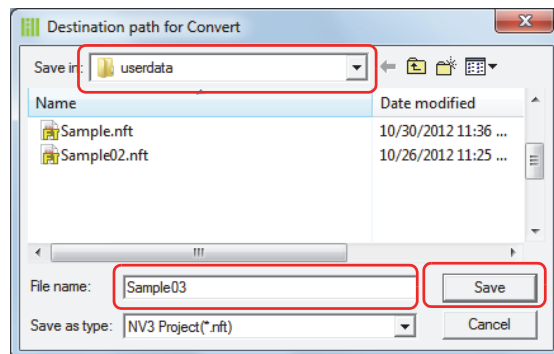 Destination path for Convert
Save in: userdata
Name Date modified
Sample.nft 10/30/2012 11:36 ...
Sample02.nft 10/26/2012 11:25 ...
File name: Sample03 Save
Save as type: NV3 Project(*.nft) Cancel